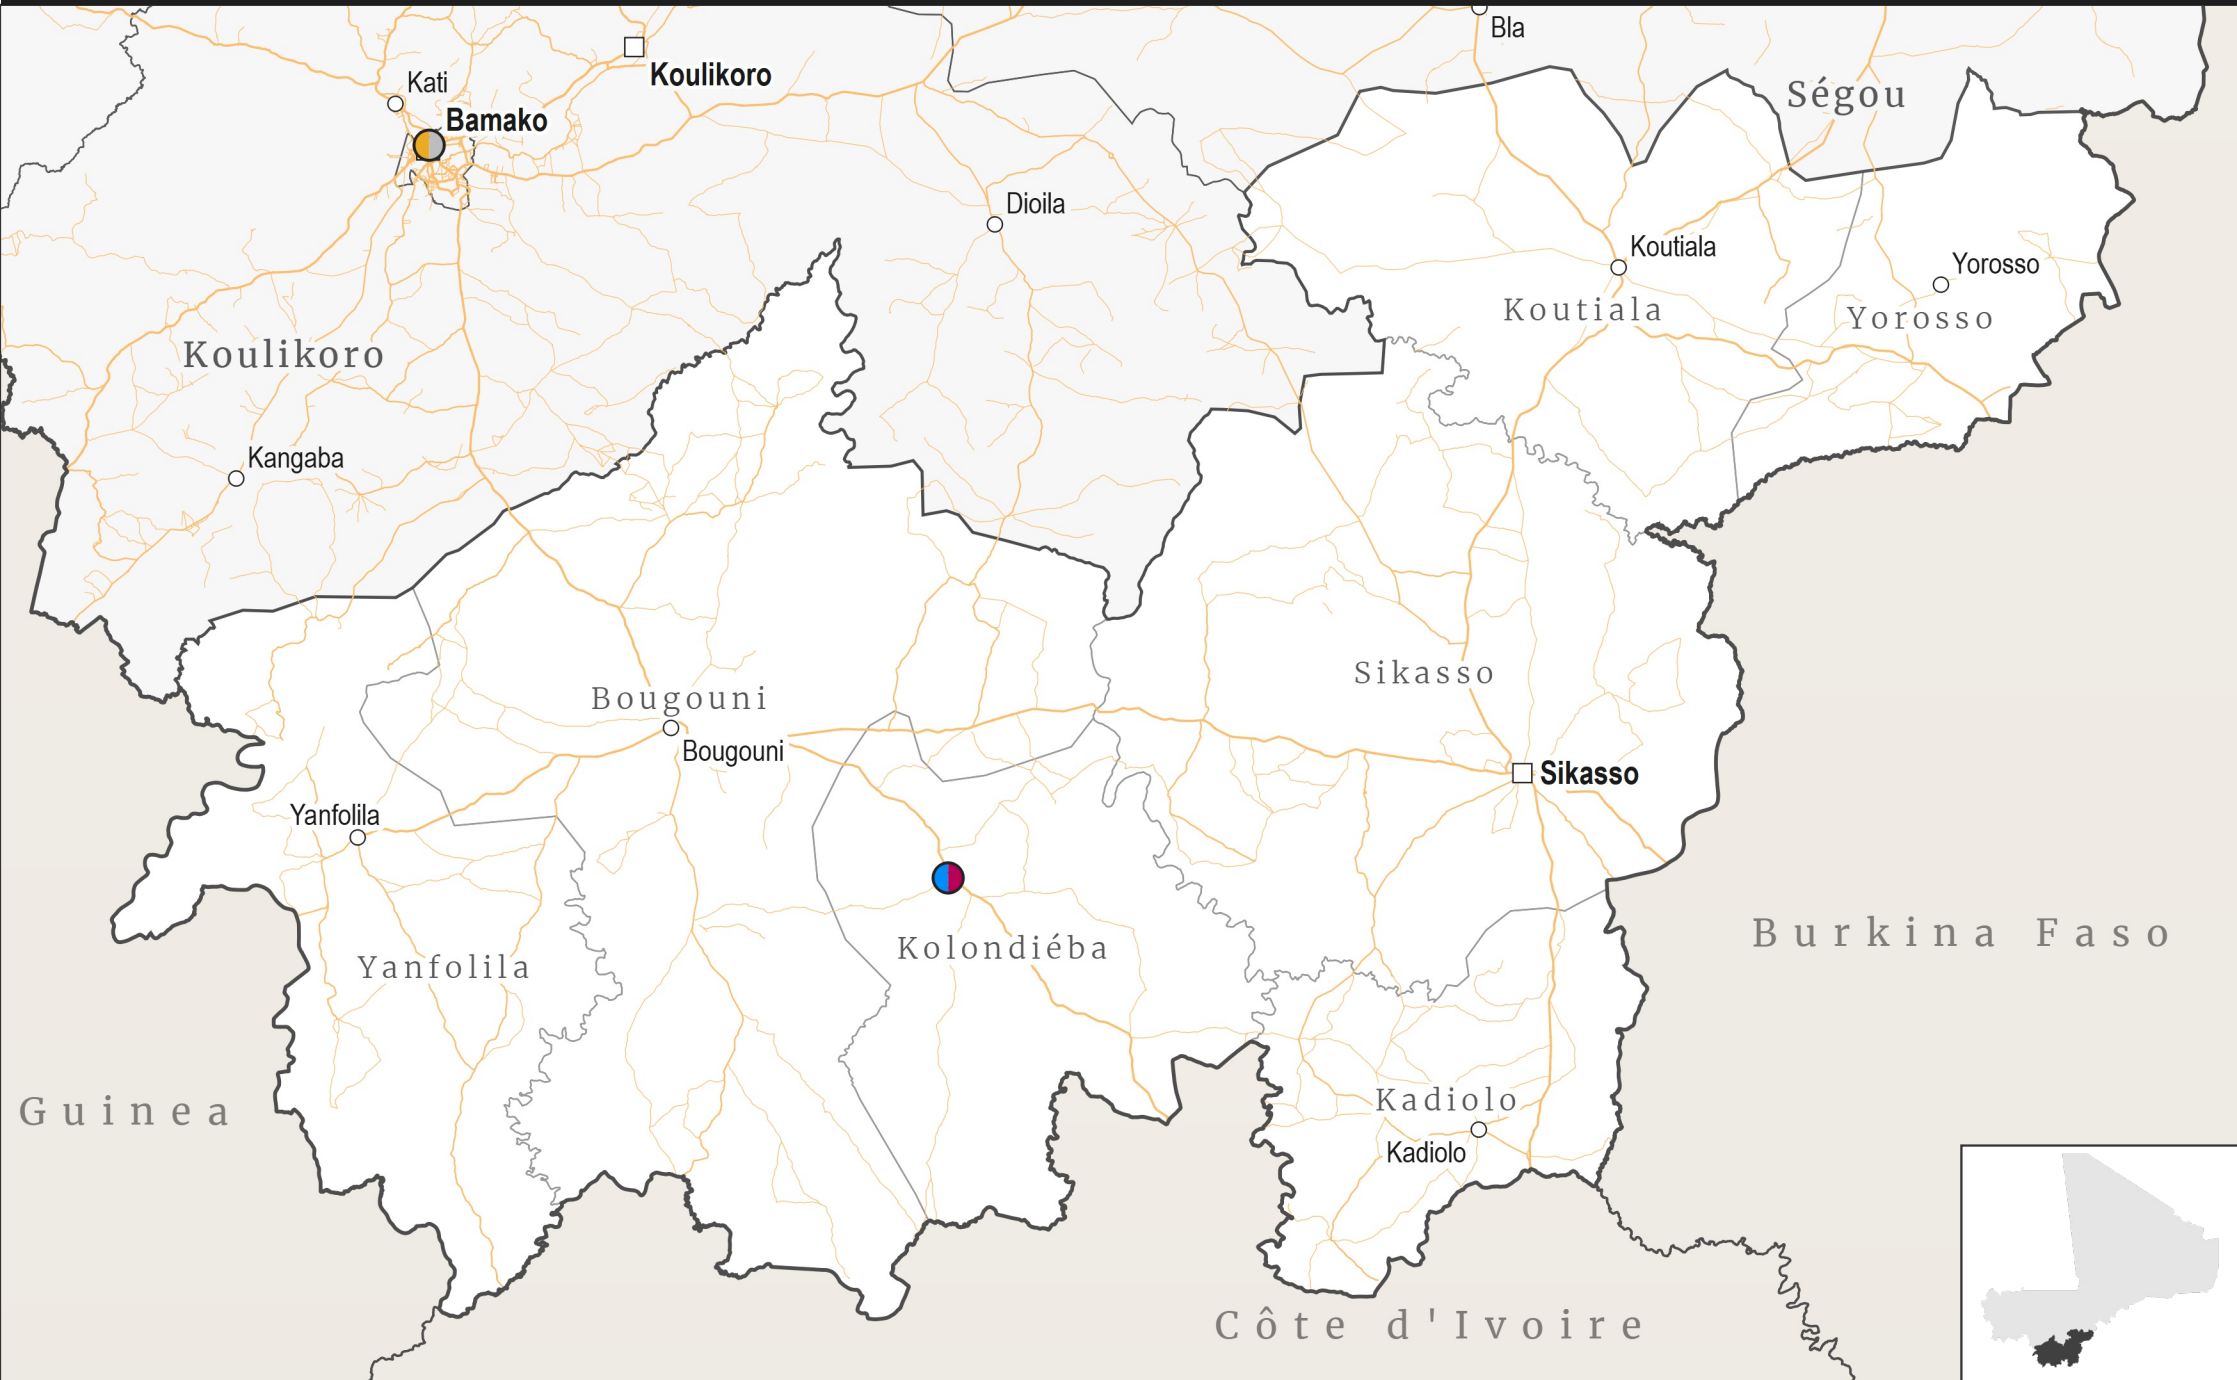 Bla
Koulikoro
Kati
Ségou
Bamako
Dioila
Koutiala
Yorosso
Koutiala
Yorosso
Koulikoro
Kangaba
Sikasso
Bougouni
Bougouni
Sikasso
Yanfolila
Burkina Faso
Kolondiéba
Yanfolila
Kadiolo
Guinea
Kadiolo
Côte d'Ivoire